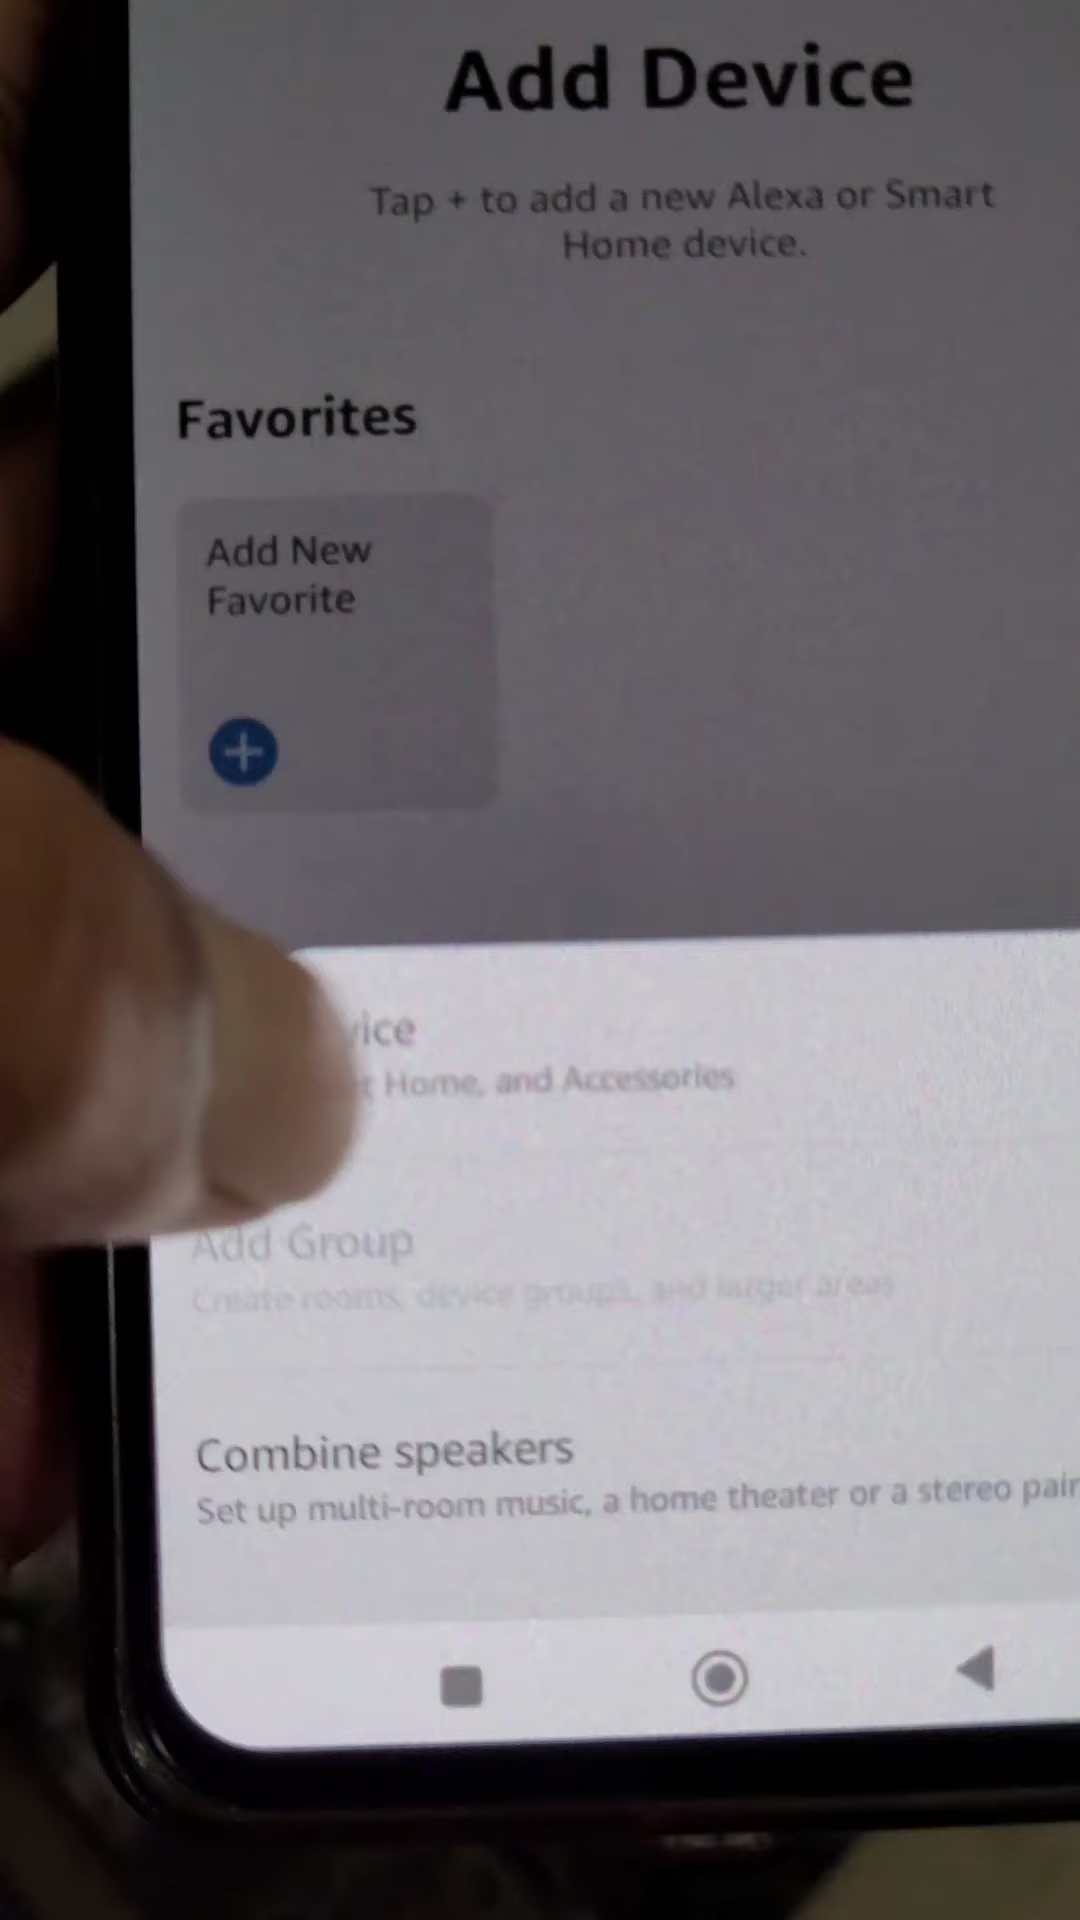 Add Device
Tap + to add a new Alexa or Smart
Home device.
Favorites
Add New
Favorite
Home, and Accessories
Add Group
Create rooms, device groups, and larger areas
Combine speakers
Set up multi-room music, a home theater or a stereo pair